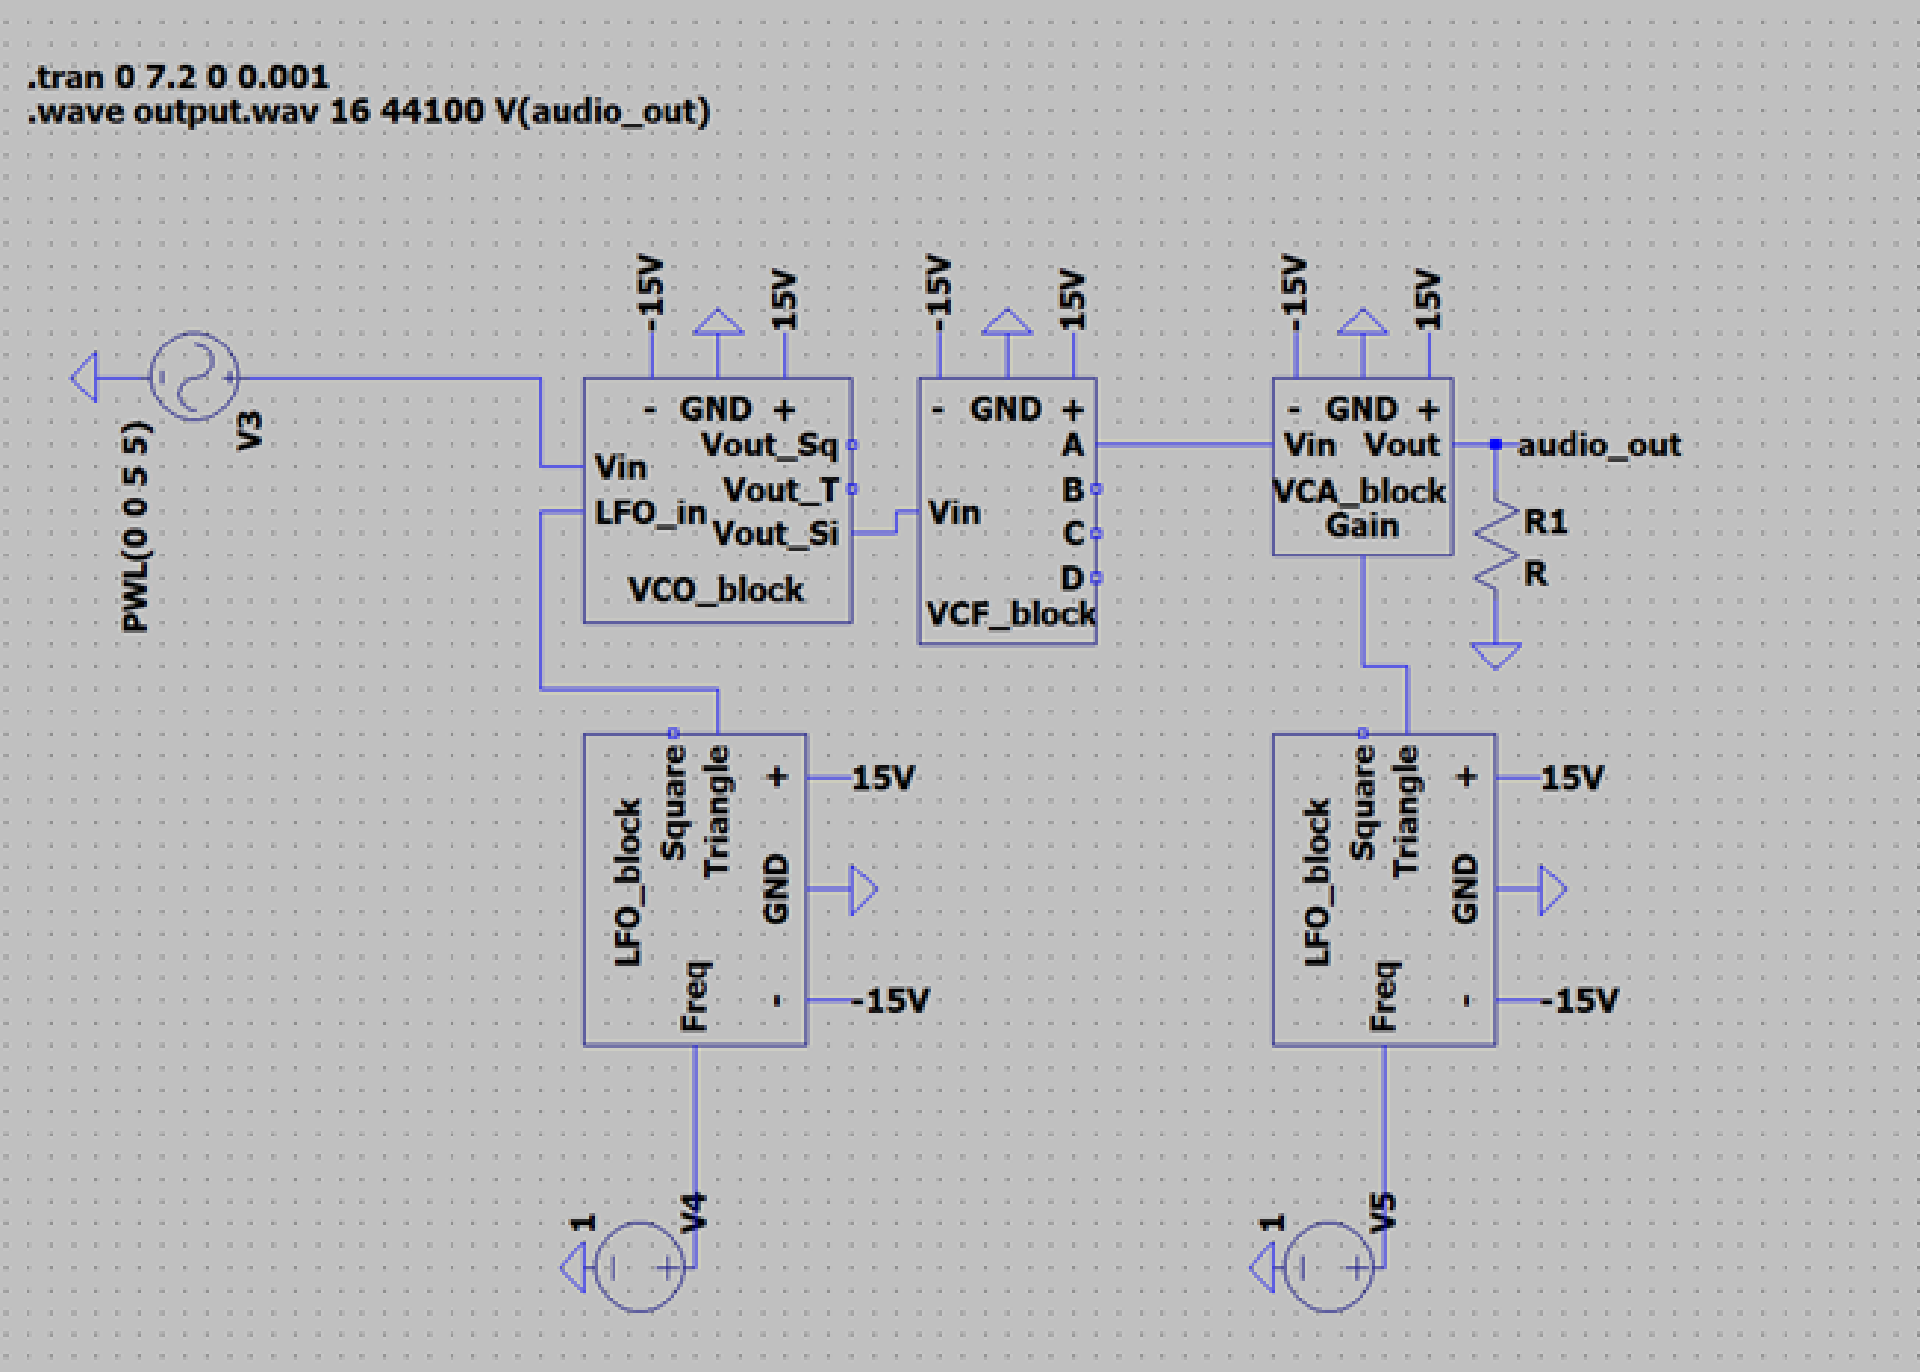 .tran 0 7.2 0 0.001
.wave output.wav 16 44100 V(audio_out)
PWL(0 0 5 5)
V3
-15V
15V
- GND +
Vout_Sq
Vin
Vout_T
LFO_in
Vout_Si
VCO_block
-15V
15V
- GND +
A
B
Vin
C
D
VCF_block
-15V
15V
- GND +
Vin Vout
VCA_block
Gain
audio_out
R1
R
LFO_block
Square
Triangle
+
GND
-
Freq
15V
-15V
1
V4
LFO_block
Square
Triangle
+
GND
-
Freq
15V
-15V
1
V5